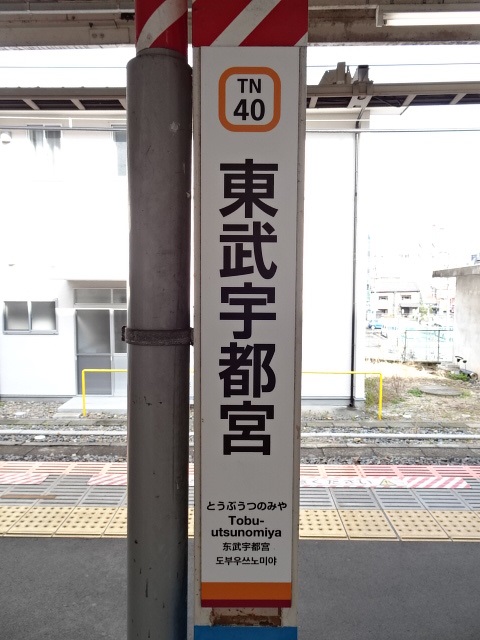 TN
40
東武宇都宮
とうぶうつのみや
Tobu-
utsunomiya
东武宇都宫
도부우쓰노미야